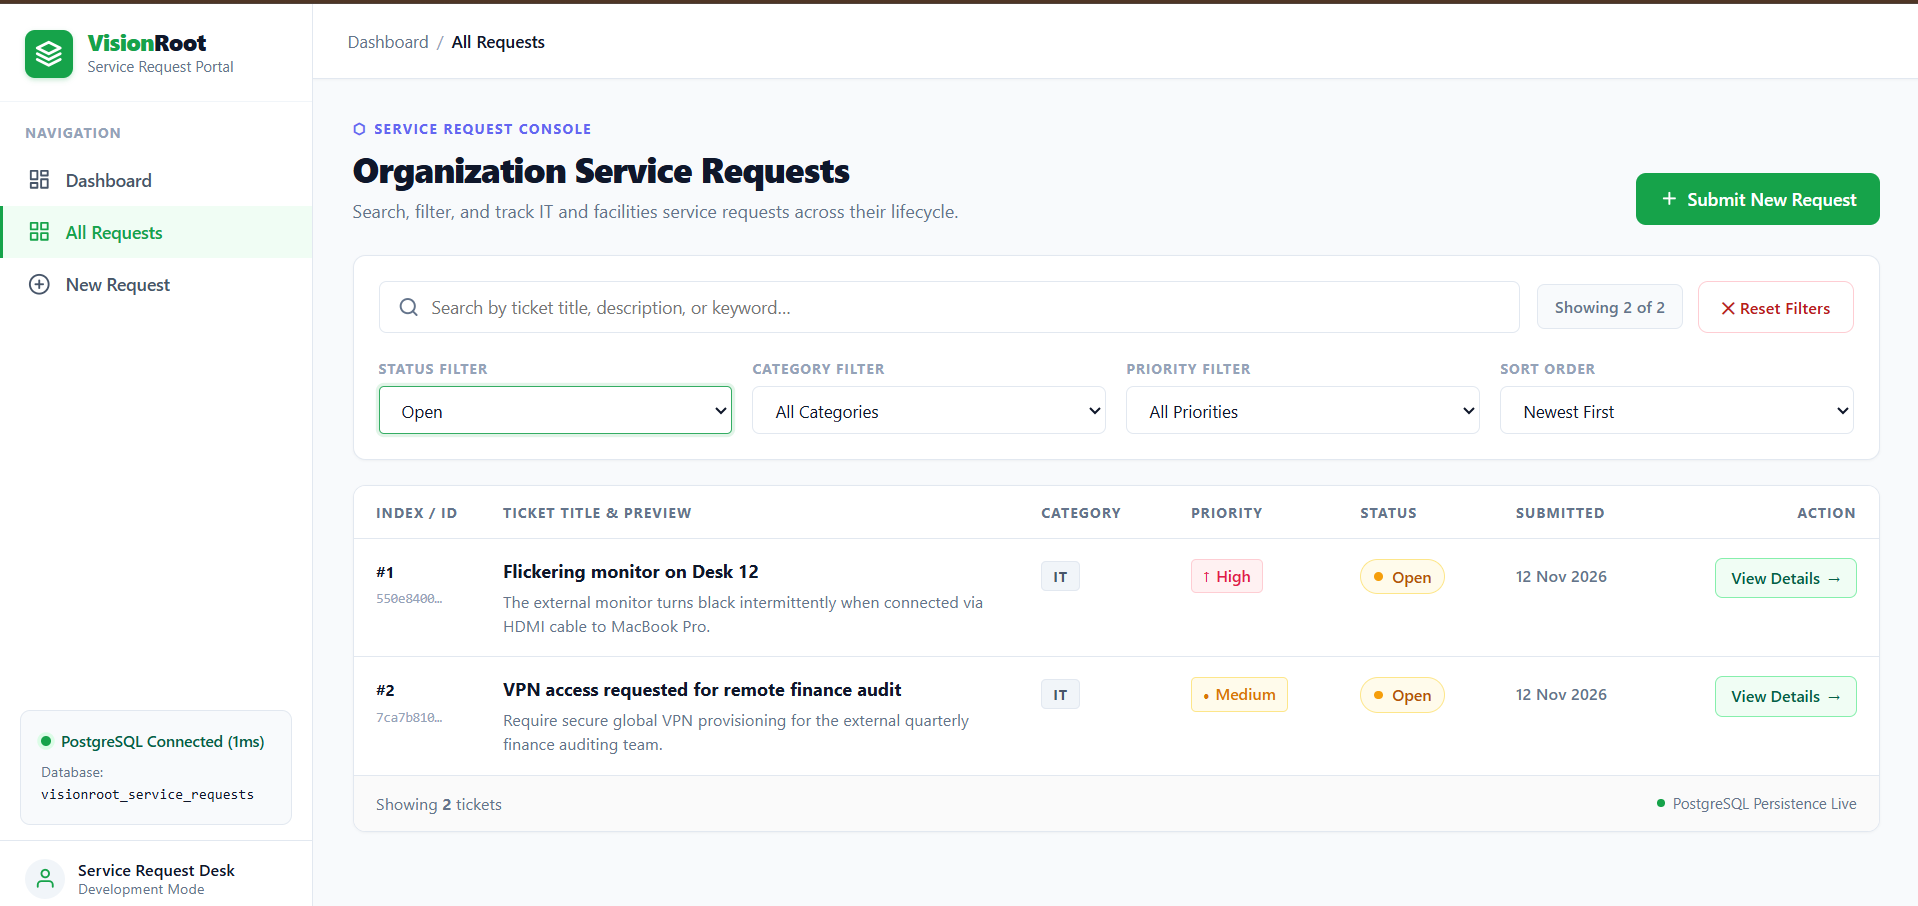 VisionRoot
Service Request Portal
NAVIGATION
Dashboard
All Requests
New Request
PostgreSQL Connected (1ms)
Database:
visionroot_service_requests
Service Request Desk
Development Mode
Dashboard / All Requests
SERVICE REQUEST CONSOLE
Organization Service Requests
Search, filter, and track IT and facilities service requests across their lifecycle.
+ Submit New Request
Search by ticket title, description, or keyword...
Showing 2 of 2
Reset Filters
STATUS FILTER
Open
CATEGORY FILTER
All Categories
PRIORITY FILTER
All Priorities
SORT ORDER
Newest First
INDEX / ID TICKET TITLE & PREVIEW CATEGORY PRIORITY STATUS SUBMITTED ACTION
#1
550e8400…
Flickering monitor on Desk 12
The external monitor turns black intermittently when connected via
HDMI cable to MacBook Pro.
IT
↑ High
Open
12 Nov 2026
View Details →
#2
7ca7b810…
VPN access requested for remote finance audit
Require secure global VPN provisioning for the external quarterly
finance auditing team.
IT
• Medium
Open
12 Nov 2026
View Details →
Showing 2 tickets
PostgreSQL Persistence Live